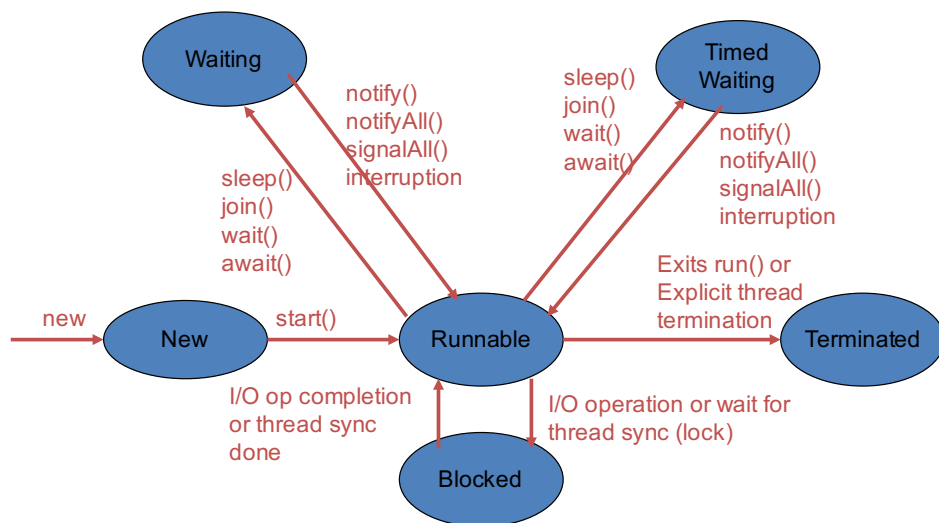 Waiting
Timed
Waiting
notify()
notifyAll()
signalAll()
interruption
sleep()
join()
wait()
await()
sleep()
join()
wait()
await()
notify()
notifyAll()
signalAll()
interruption
Exits run() or
Explicit thread
termination
new
New
start()
Runnable
Terminated
I/O op completion
or thread sync
done
I/O operation or wait for
thread sync (lock)
Blocked